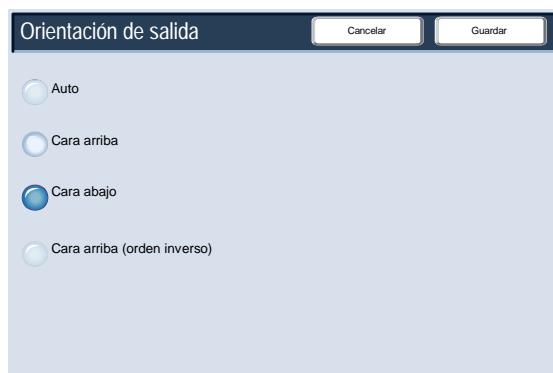 Orientación de salida
Cancelar
Guardar
Auto
Cara arriba
Cara abajo
Cara arriba (orden inverso)